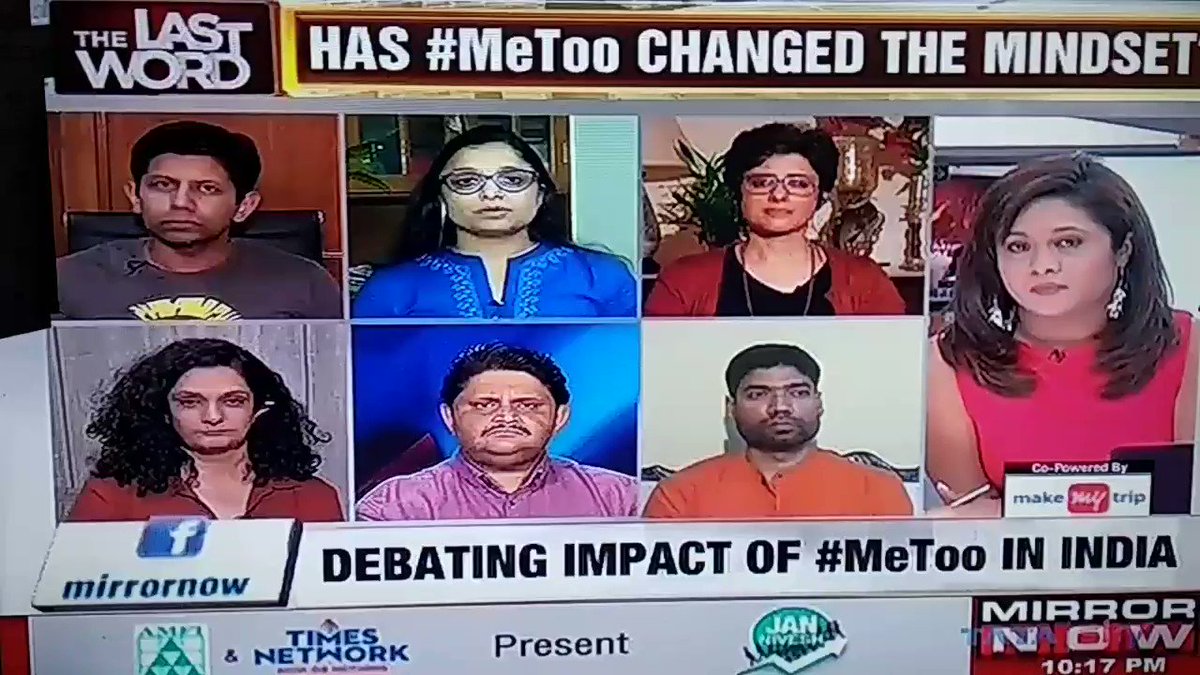 THE LAST WORD
HAS #MeToo CHANGED THE MINDSET
Co-Powered By
make my trip
f
mirrornow
DEBATING IMPACT OF #MeToo IN INDIA
& TIMES NETWORK
Present
JAN
MIRROR NOW
10:17 PM